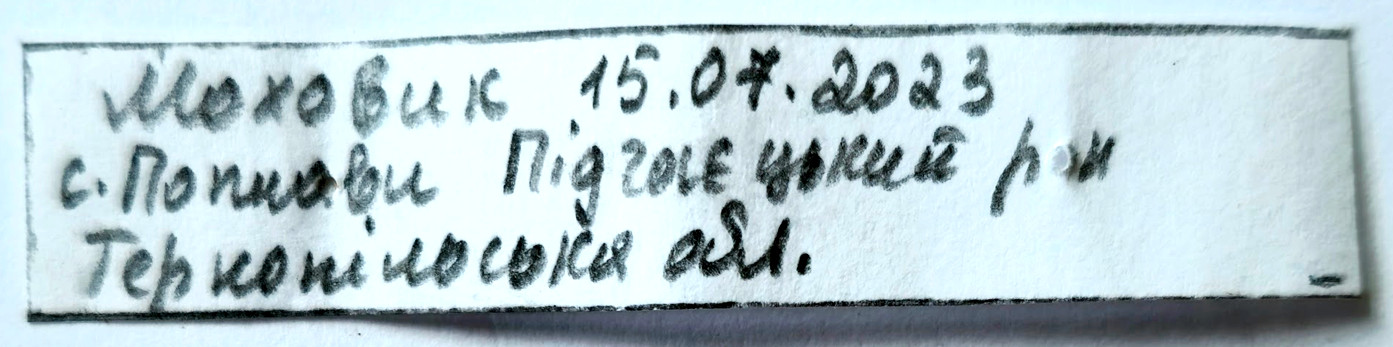 Моховик 15.07.2023
с. Поплави Підгаєцький р-н
Тернопільська обл.